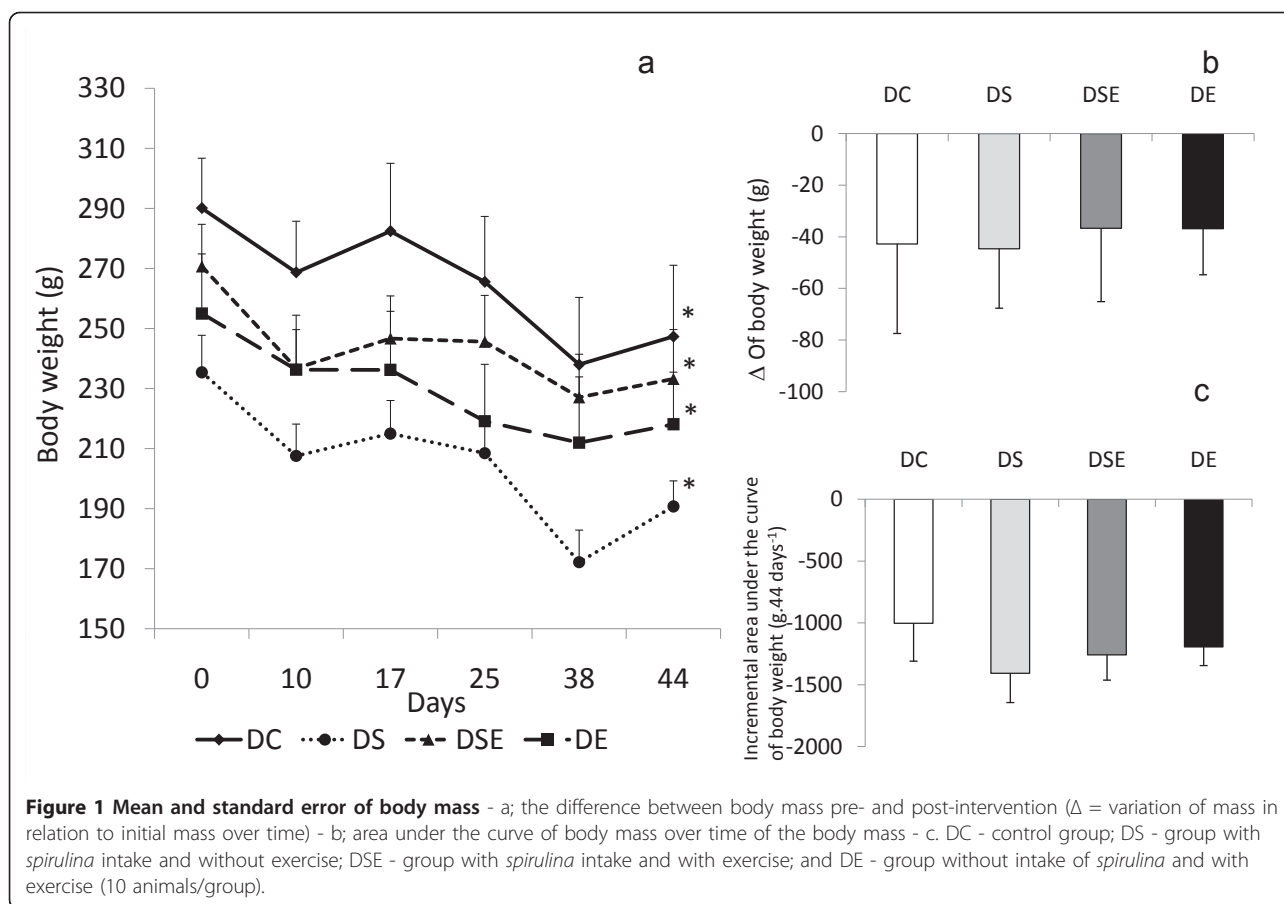 a
330
310
290
270
250
230
210
190
170
150
Body weight (g)
*
*
*
*
0 10 17 25 38 44
Days
DC DS DSE DE
b
DC DS DSE DE
0
-20
-40
-60
-80
-100
Δ Of body weight (g)
c
DC DS DSE DE
0
-500
-1000
-1500
-2000
Incremental area under the curve
of body weight (g.44 days⁻¹)
Figure 1 Mean and standard error of body mass - a; the difference between body mass pre- and post-intervention (Δ = variation of mass in
relation to initial mass over time) - b; area under the curve of body mass over time of the body mass - c. DC - control group; DS - group with
spirulina intake and without exercise; DSE - group with spirulina intake and with exercise; and DE - group without intake of spirulina and with
exercise (10 animals/group).